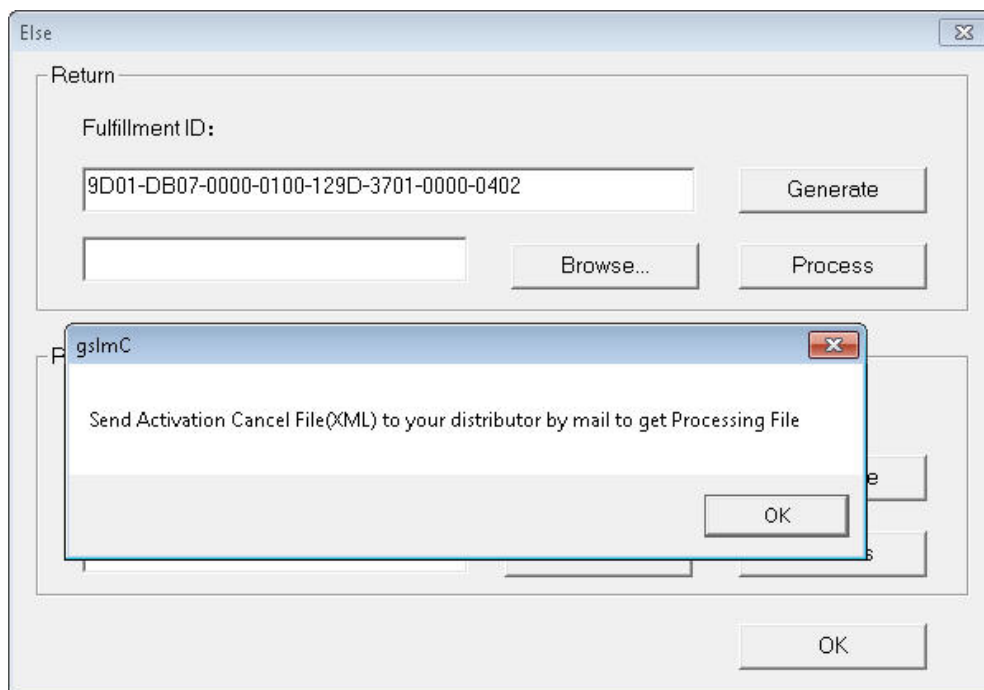 Else
Return
Fulfillment ID:
9D01-DB07-0000-0100-129D-3701-0000-0402
Generate
Browse...
Process
gslmC
Send Activation Cancel File(XML) to your distributor by mail to get Processing File
OK
OK